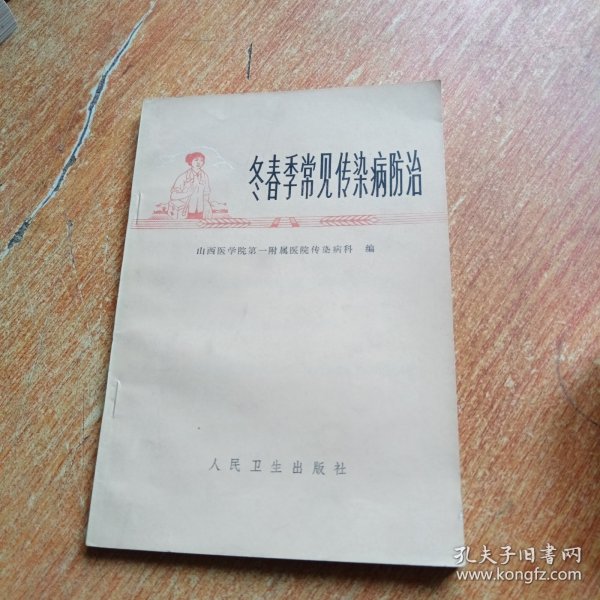 冬春季常见传染病防治
山西医学院第一附属医院传染病科 编
人民卫生出版社
孔夫子旧书网
www.kongfz.com